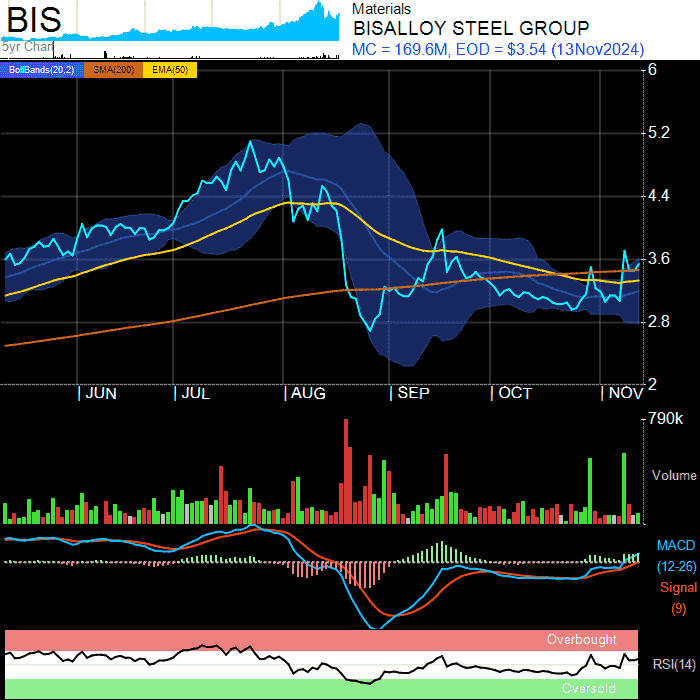 BIS
5yr Chart
Materials
BISALLOY STEEL GROUP
MC = 169.6M, EOD = $3.54 (13Nov2024)
BollBands(20,2) SMA(200) EMA(50)
6
5.2
4.4
3.6
2.8
2
JUN JUL AUG SEP OCT NOV
790k
Volume
MACD
(12-26)
Signal
(9)
Overbought
RSI(14)
Oversold